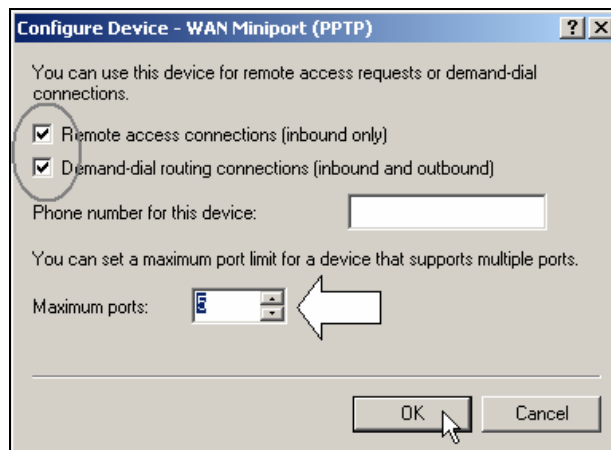 Configure Device - WAN Miniport (PPTP)
You can use this device for remote access requests or demand-dial
connections.
Remote access connections (inbound only)
Demand-dial routing connections (inbound and outbound)
Phone number for this device:
You can set a maximum port limit for a device that supports multiple ports.
Maximum ports: 5
OK Cancel